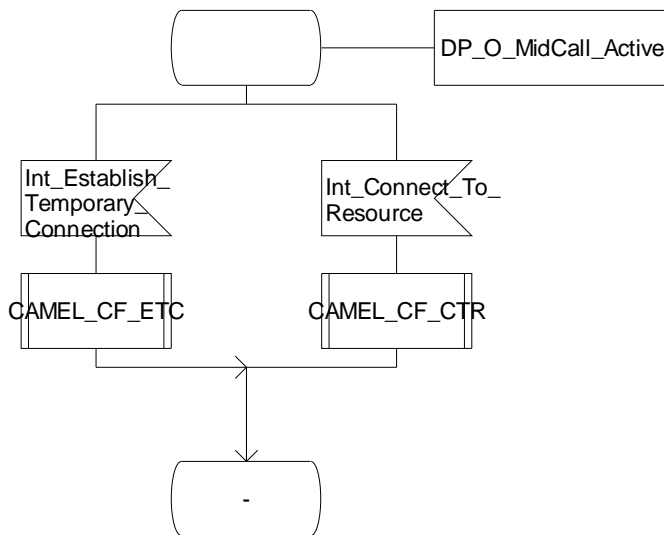 DP_O_MidCall_Active
Int_Establish_
Temporary_
Connection
Int_Connect_To_
Resource
CAMEL_CF_ETC
CAMEL_CF_CTR
-